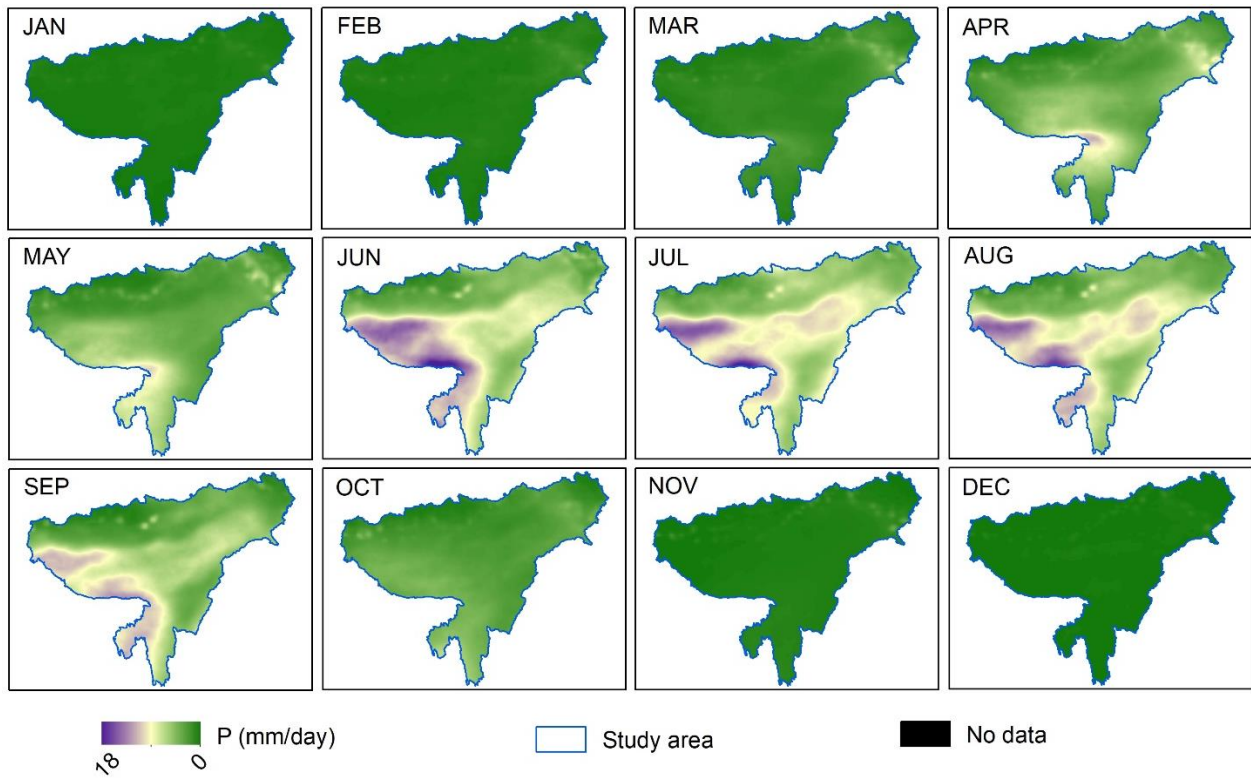 JAN
FEB
MAR
APR
MAY
JUN
JUL
AUG
SEP
OCT
NOV
DEC
18
0
P (mm/day)
Study area
No data